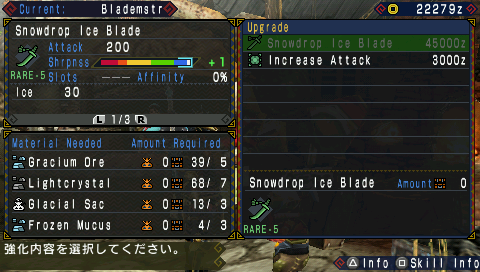 Current: Blademstr
22279z
Snowdrop Ice Blade
Attack 200
Shrpnss +1
RARE-5 Slots --- Affinity 0%
Ice 30
L 1/3 R
Upgrade
Snowdrop Ice Blade 45000z
Increase Attack 3000z
Material Needed Amount Required
Gracium Ore 0 39/ 5
Lightcrystal 0 68/ 7
Glacial Sac 0 13/ 3
Frozen Mucus 0 4/ 3
Snowdrop Ice Blade Amount 0
RARE-5
強化内容を選択してください。
Info Skill Info